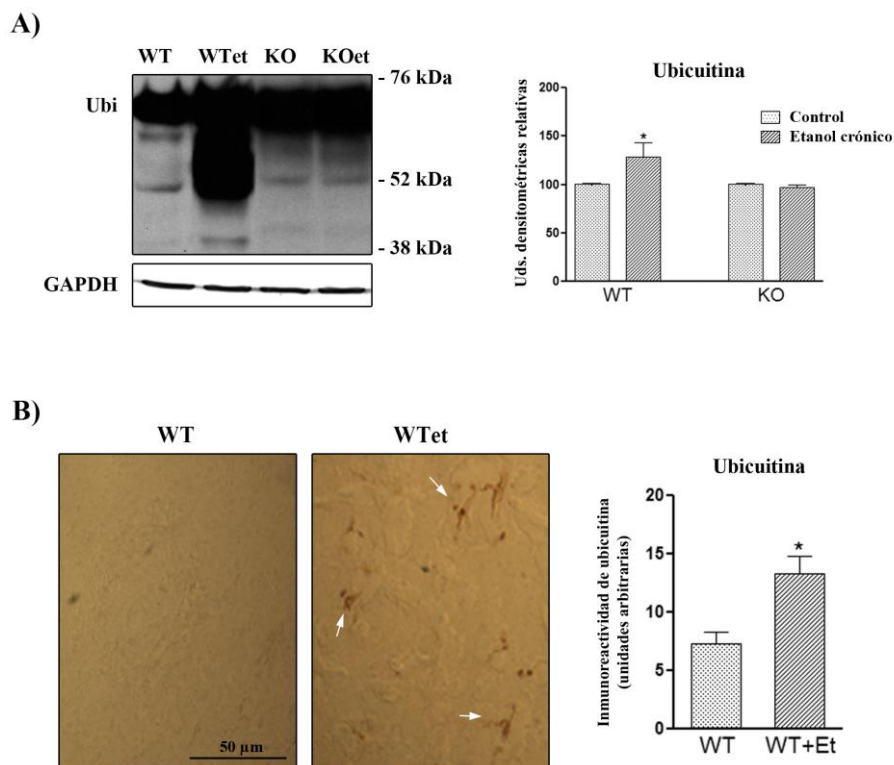 A)
WT WTet KO KOet
Ubi
- 76 kDa
- 52 kDa
- 38 kDa
GAPDH
Ubicuitina
Uds. densitométricas relativas
200
150
100
50
0
*
Control
Etanol crónico
WT KO
B)
WT WTet
50 µm
Ubicuitina
Inmunoreactividad de ubicuitina
(unidades arbitrarias)
20
15
10
5
0
*
WT WT+Et